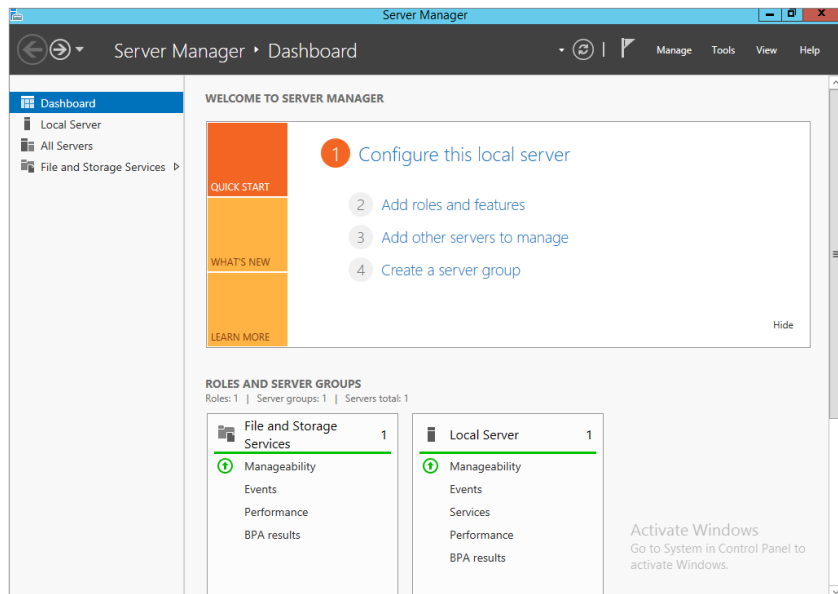 Server Manager
Server Manager • Dashboard
Manage Tools View Help
Dashboard
Local Server
All Servers
File and Storage Services
WELCOME TO SERVER MANAGER
QUICK START
WHAT'S NEW
LEARN MORE
1 Configure this local server
2 Add roles and features
3 Add other servers to manage
4 Create a server group
Hide
ROLES AND SERVER GROUPS
Roles: 1 | Server groups: 1 | Servers total: 1
File and Storage
Services
1
Manageability
Events
Performance
BPA results
Local Server 1
Manageability
Events
Services
Performance
BPA results
Activate Windows
Go to System in Control Panel to
activate Windows.